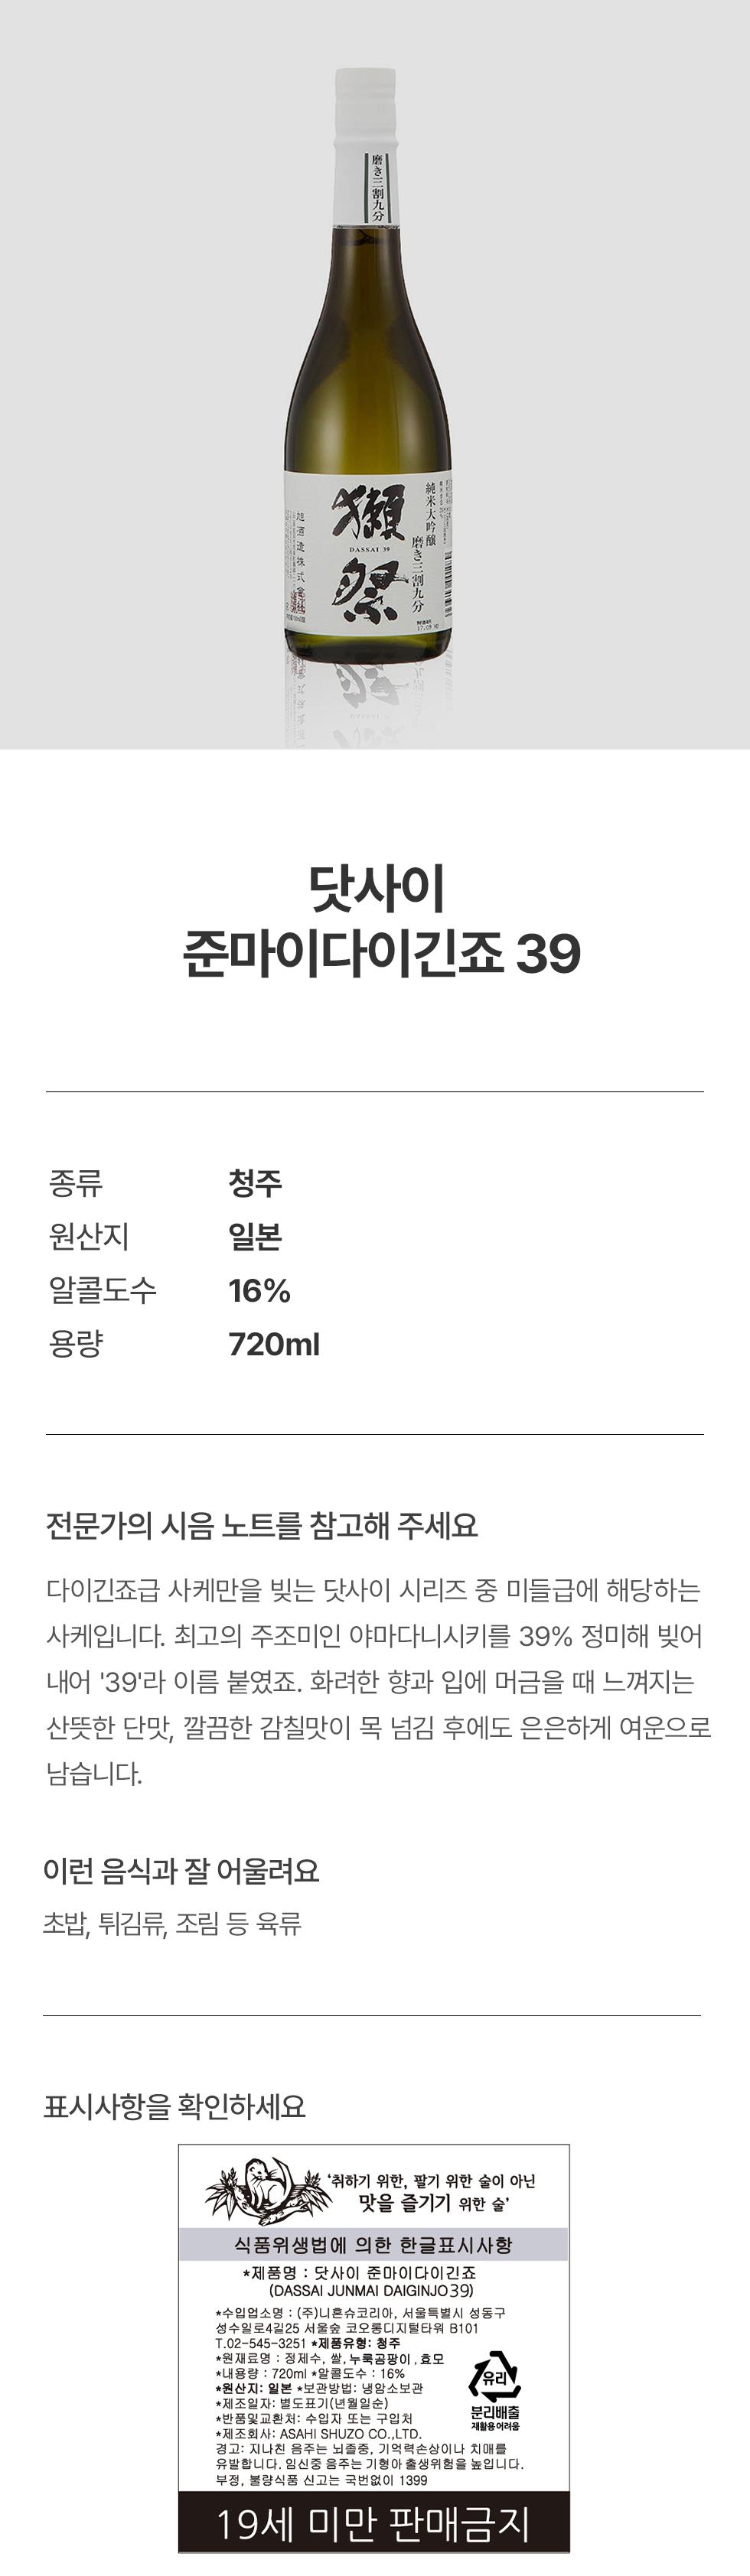 磨き三割九分
獺祭
DASSAI 39
純米大吟醸
磨き三割九分
旭酒造株式會社
닷사이
준마이다이긴죠 39
종류 청주
원산지 일본
알콜도수 16%
용량 720ml
전문가의 시음 노트를 참고해 주세요
다이긴죠급 사케만을 빚는 닷사이 시리즈 중 미들급에 해당하는
사케입니다. 최고의 주조미인 야마다니시키를 39% 정미해 빚어
내어 '39'라 이름 붙였죠. 화려한 향과 입에 머금을 때 느껴지는
산뜻한 단맛, 깔끔한 감칠맛이 목 넘김 후에도 은은하게 여운으로
남습니다.
이런 음식과 잘 어울려요
초밥, 튀김류, 조림 등 육류
표시사항을 확인하세요
‘취하기 위한, 팔기 위한 술이 아닌
맛을 즐기기 위한 술’
식품위생법에 의한 한글표시사항
*제품명 : 닷사이 준마이다이긴죠
(DASSAI JUNMAI DAIGINJO39)
*수입업소명 : (주)니혼슈코리아, 서울특별시 성동구
성수일로4길25 서울숲 코오롱디지털타워 B101
T.02-545-3251 *제품유형: 청주
*원재료명 : 정제수, 쌀, 누룩곰팡이, 효모
*내용량 : 720ml *알콜도수 : 16%
*원산지: 일본 *보관방법: 냉암소보관
*제조일자: 별도표기(년월일순)
*반품및교환처: 수입자 또는 구입처
*제조회사: ASAHI SHUZO CO.,LTD.
경고: 지나친 음주는 뇌졸중, 기억력손상이나 치매를
유발합니다. 임신중 음주는 기형아 출생위험을 높입니다.
부정, 불량식품 신고는 국번없이 1399
유리
분리배출
재활용어려움
19세 미만 판매금지